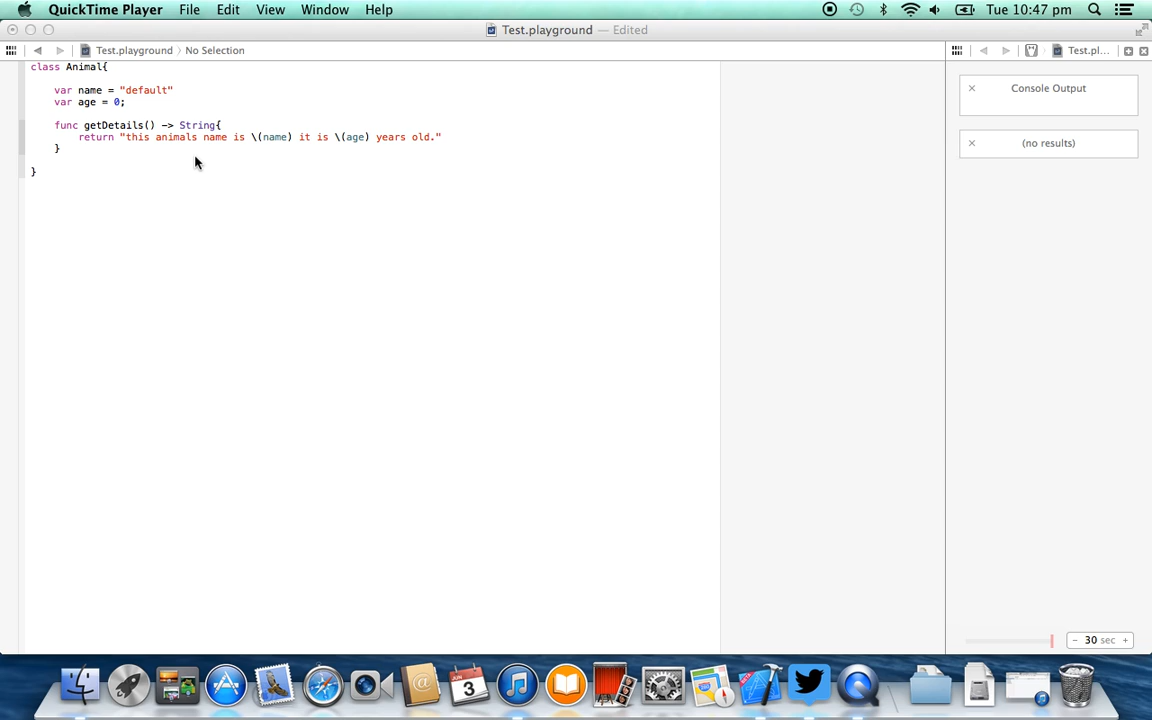 QuickTime Player File Edit View Window Help Tue 10:47 pm
Test.playground — Edited
Test.playground › No Selection Test.pl...
class Animal{ Console Output
var name = "default"
var age = 0;
func getDetails() -> String{
return "this animals name is \(name) it is \(age) years old." (no results)
}
}
- 30 sec +
JUN
3